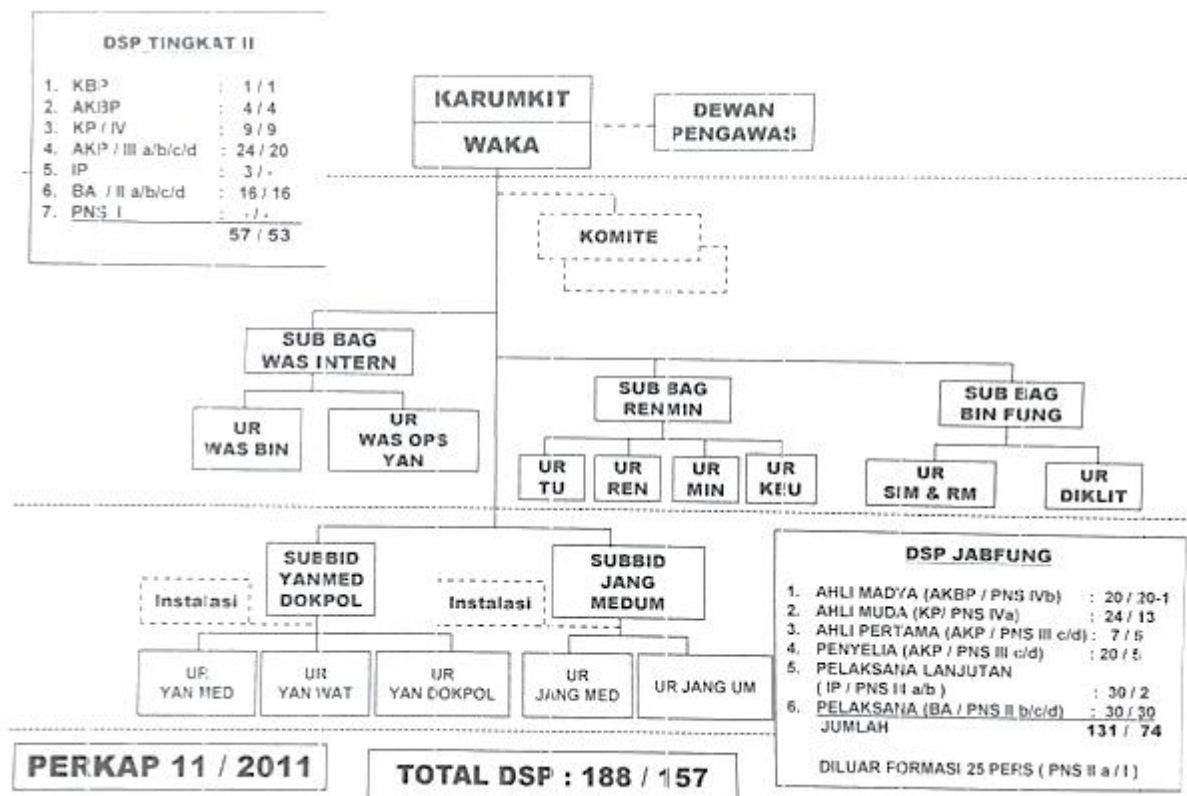 DSP TINGKAT II
1. KBP : 1 / 1
2. AKBP : 4 / 4
3. KP / IV : 9 / 9
4. AKP / III a/b/c/d : 24 / 20
5. IP : 3 / -
6. BA / II a/b/c/d : 16 / 16
7. PNS I : - / -
57 / 53
KARUMKIT
WAKA
DEWAN
PENGAWAS
KOMITE
SUB BAG
WAS INTERN
UR
WAS BIN
UR
WAS OPS
YAN
SUB BAG
RENMIN
UR
TU
UR
REN
UR
MIN
UR
KEU
SUB BAG
BIN FUNG
UR
SIM & RM
UR
DIKLIT
SUBBID
YANMED
DOKPOL
Instalasi
UR
YAN MED
UR
YAN WAT
UR
YAN DOKPOL
SUBBID
JANG
MEDUM
Instalasi
UR
JANG MED
UR JANG UM
DSP JABFUNG
1. AHLI MADYA (AKBP / PNS IVb) : 20 / 20-1
2. AHLI MUDA (KP/ PNS IVa) : 24 / 13
3. AHLI PERTAMA (AKP / PNS III c/d) : 7 /
4. PENYELIA (AKP / PNS III c/d) : 20 / 5
5. PELAKSANA LANJUTAN
( IP / PNS III a/b ) : 30 / 2
6. PELAKSANA (BA / PNS II b/c/d) : 30 / 30
JUMLAH 131 / 74
DILUAR FORMASI 25 PERS ( PNS II a / I )
PERKAP 11 / 2011
TOTAL DSP : 188 / 157